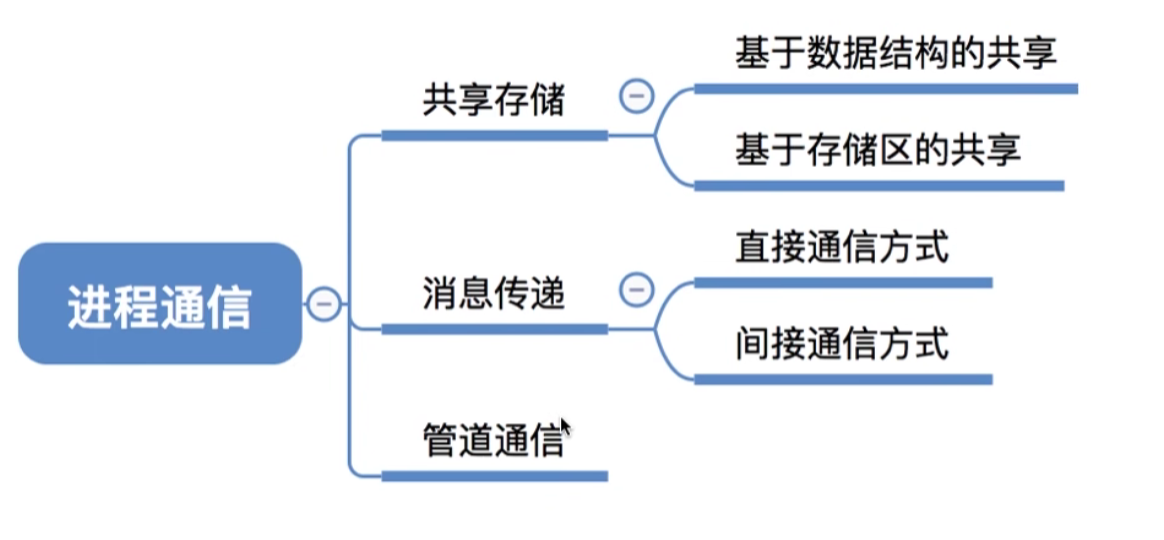 进程通信
共享存储
基于数据结构的共享
基于存储区的共享
消息传递
直接通信方式
间接通信方式
管道通信